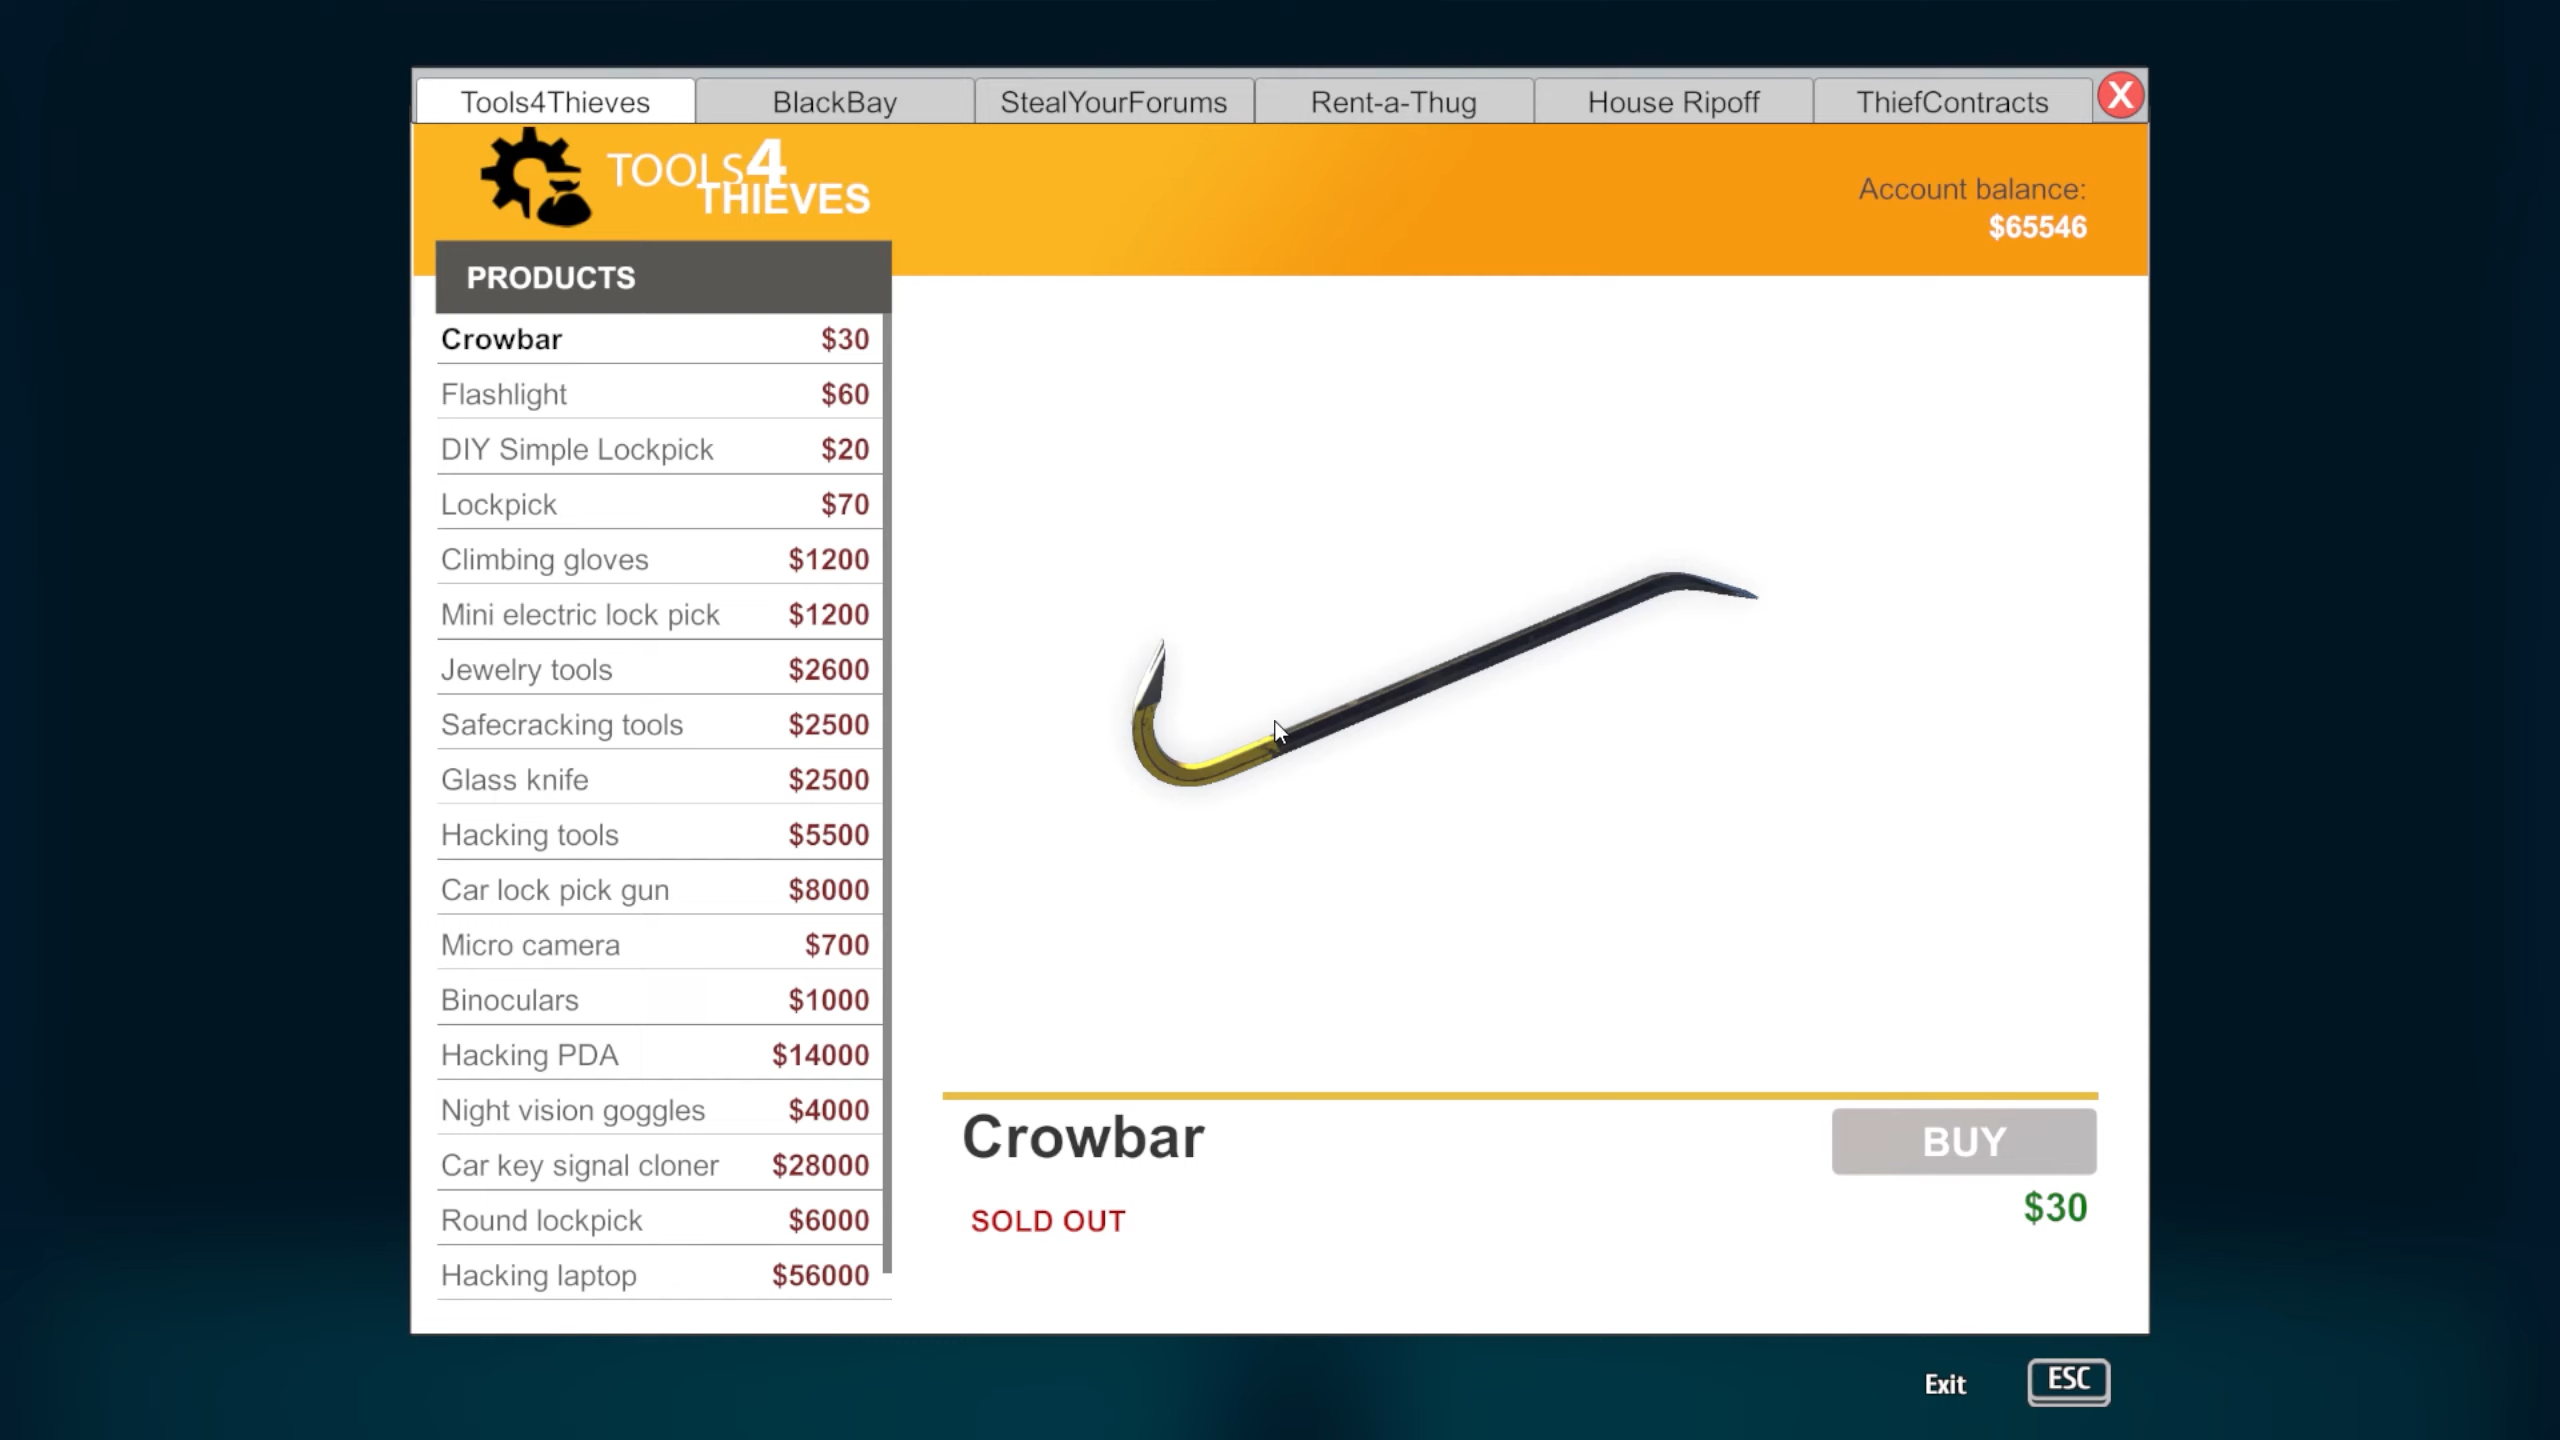 Tools4Thieves
BlackBay
StealYourForums
Rent-a-Thug
House Ripoff
ThiefContracts
X
TOOLS4
THIEVES
Account balance:
$65546
PRODUCTS
Crowbar $30
Flashlight $60
DIY Simple Lockpick $20
Lockpick $70
Climbing gloves $1200
Mini electric lock pick $1200
Jewelry tools $2600
Safecracking tools $2500
Glass knife $2500
Hacking tools $5500
Car lock pick gun $8000
Micro camera $700
Binoculars $1000
Hacking PDA $14000
Night vision goggles $4000
Car key signal cloner $28000
Round lockpick $6000
Hacking laptop $56000
Crowbar
BUY
SOLD OUT
$30
Exit ESC